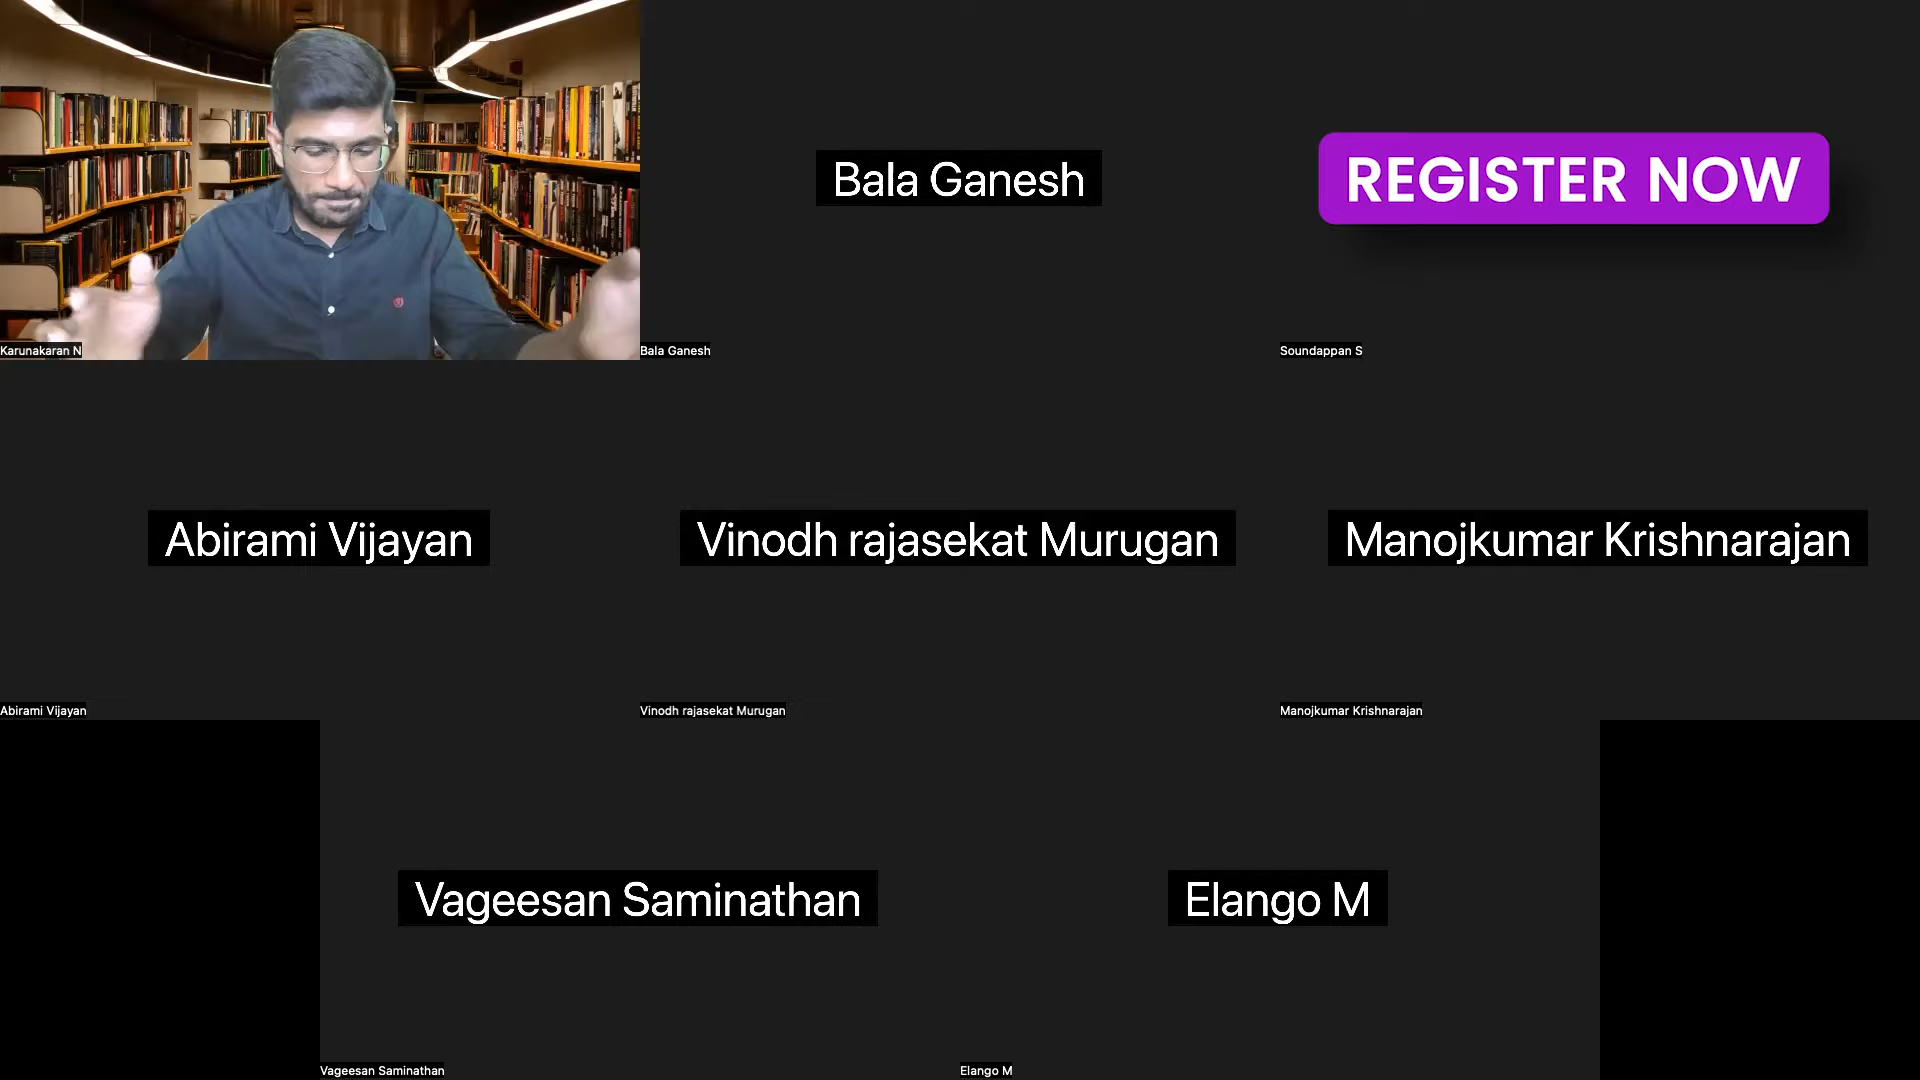 Karunakaran N
Bala Ganesh
Bala Ganesh
REGISTER NOW
Soundappan S
Abirami Vijayan
Abirami Vijayan
Vinodh rajasekat Murugan
Vinodh rajasekat Murugan
Manojkumar Krishnarajan
Manojkumar Krishnarajan
Vageesan Saminathan
Vageesan Saminathan
Elango M
Elango M